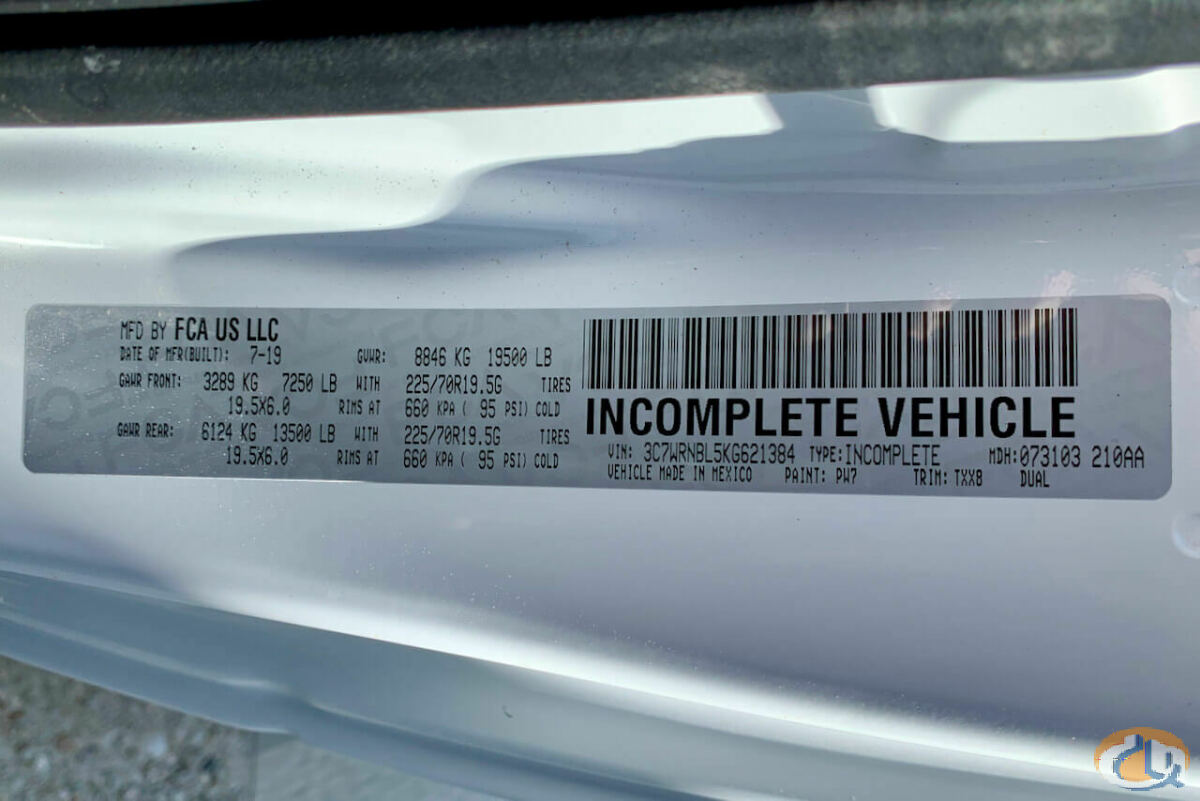 MFD BY FCA US LLC
DATE OF MFR(BUILT): 7-19 GVWR: 8846 KG 19500 LB
GAWR FRONT: 3289 KG 7250 LB WITH 225/70R19.5G TIRES
19.5X6.0 RIMS AT 660 KPA ( 95 PSI) COLD
GAWR REAR: 6124 KG 13500 LB WITH 225/70R19.5G TIRES
19.5X6.0 RIMS AT 660 KPA ( 95 PSI) COLD
INCOMPLETE VEHICLE
VIN: 3C7WRNBL5KG621384 TYPE:INCOMPLETE MDH:073103 210AA
VEHICLE MADE IN MEXICO PAINT: PW7 TRIM: TXX8 DUAL